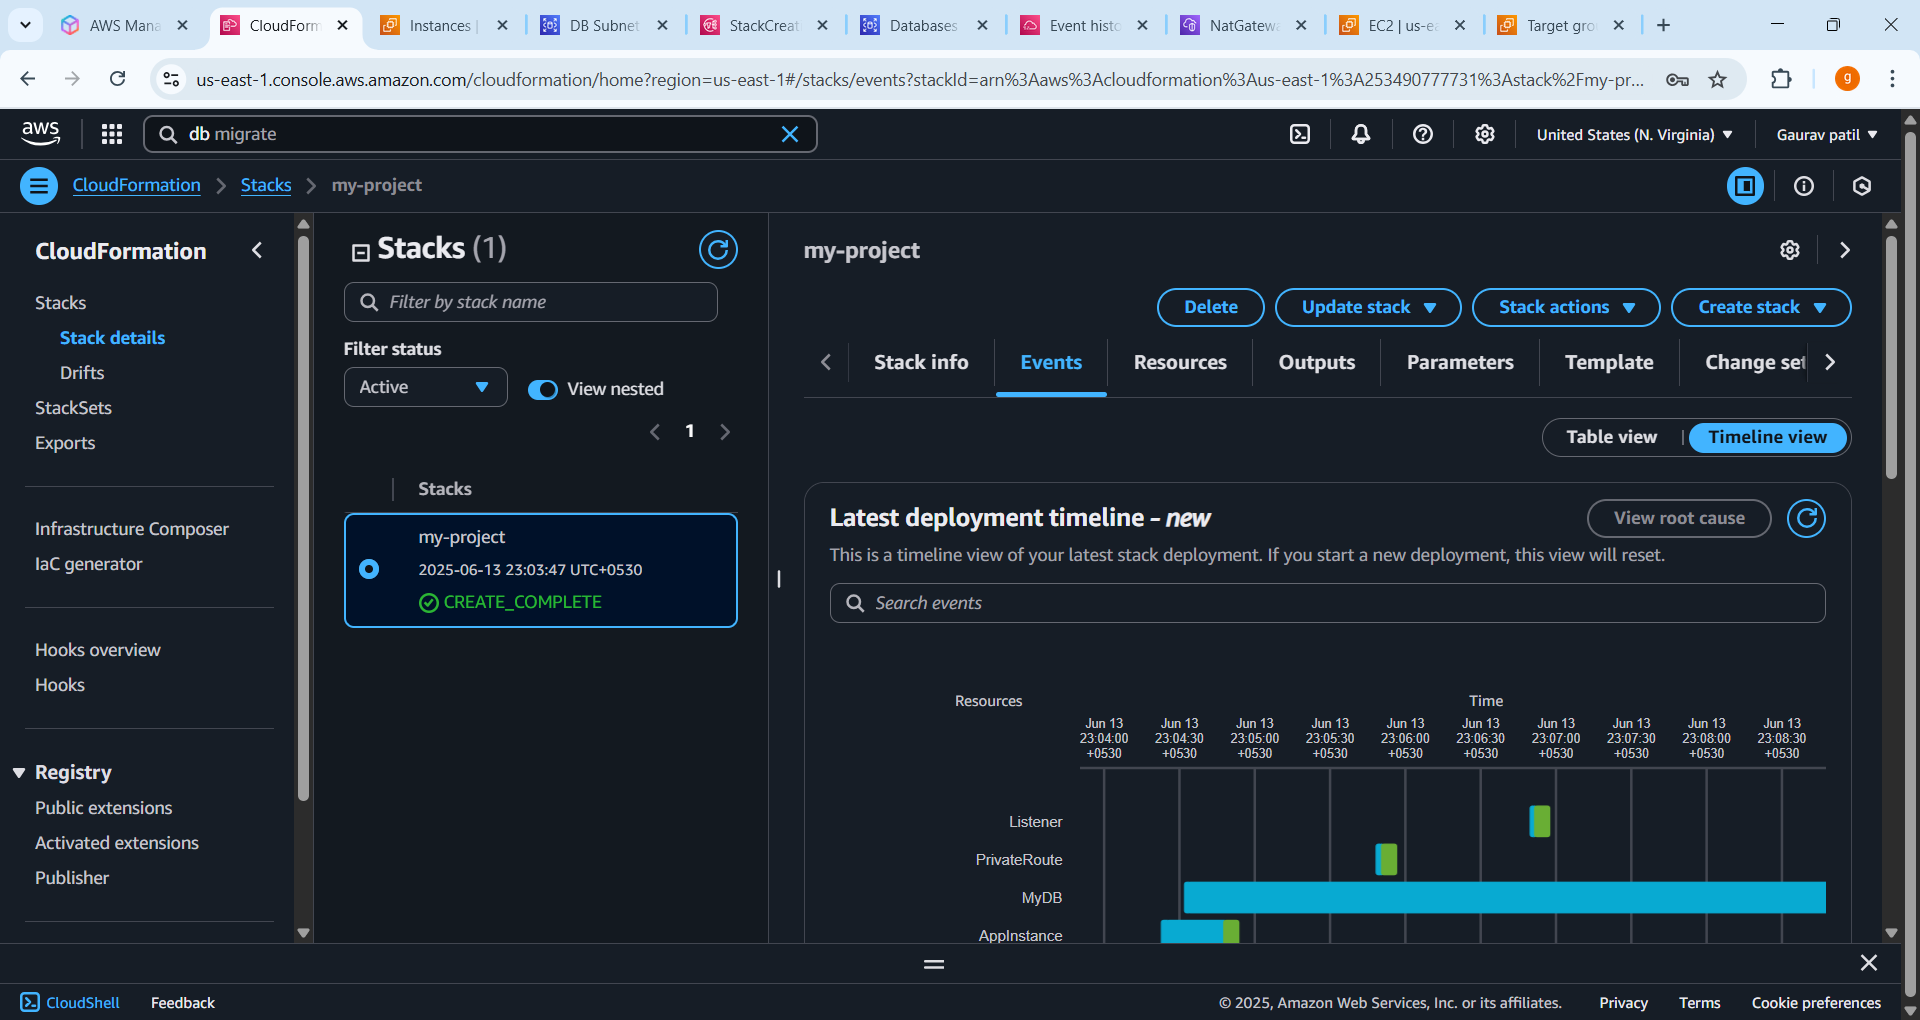 AWS Mana
CloudForm
Instances |
DB Subnet
StackCreat
Databases
Event histo
NatGatewa
EC2 | us-ea
Target gro
us-east-1.console.aws.amazon.com/cloudformation/home?region=us-east-1#/stacks/events?stackId=arn%3Aaws%3Acloudformation%3Aus-east-1%3A253490777731%3Astack%2Fmy-pr...
g
aws
db migrate
United States (N. Virginia)
Gaurav patil
CloudFormation
Stacks
my-project
CloudFormation
Stacks
Stack details
Drifts
StackSets
Exports
Infrastructure Composer
IaC generator
Hooks overview
Hooks
Registry
Public extensions
Activated extensions
Publisher
Stacks (1)
Filter by stack name
Filter status
Active
View nested
1
Stacks
my-project
2025-06-13 23:03:47 UTC+0530
CREATE_COMPLETE
my-project
Delete
Update stack
Stack actions
Create stack
Stack info
Events
Resources
Outputs
Parameters
Template
Change set
Table view
Timeline view
Latest deployment timeline - new
View root cause
This is a timeline view of your latest stack deployment. If you start a new deployment, this view will reset.
Search events
Resources
Time
Jun 13 23:04:00 +0530
Jun 13 23:04:30 +0530
Jun 13 23:05:00 +0530
Jun 13 23:05:30 +0530
Jun 13 23:06:00 +0530
Jun 13 23:06:30 +0530
Jun 13 23:07:00 +0530
Jun 13 23:07:30 +0530
Jun 13 23:08:00 +0530
Jun 13 23:08:30 +0530
Listener
PrivateRoute
MyDB
AppInstance
CloudShell
Feedback
© 2025, Amazon Web Services, Inc. or its affiliates.
Privacy
Terms
Cookie preferences